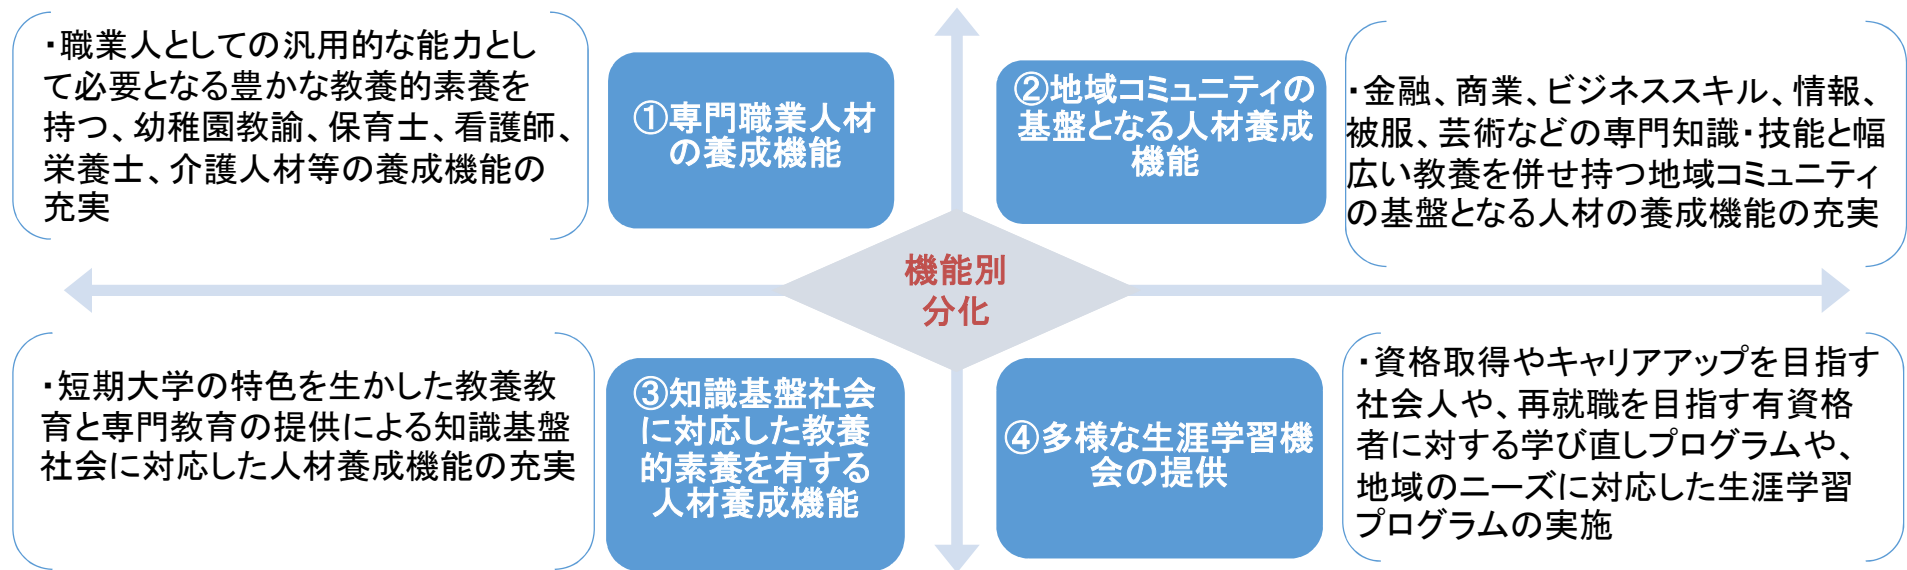 ・職業人としての汎用的な能力とし
て必要となる豊かな教養的素養を
持つ、幼稚園教諭、保育士、看護師、
栄養士、介護人材等の養成機能の
充実
①専門職業人材
の養成機能
②地域コミュニティの
基盤となる人材養成
機能
・金融、商業、ビジネススキル、情報、
被服、芸術などの専門知識・技能と幅
広い教養を併せ持つ地域コミュニティ
の基盤となる人材の養成機能の充実
機能別
分化
・短期大学の特色を生かした教養教
育と専門教育の提供による知識基盤
社会に対応した人材養成機能の充実
③知識基盤社会
に対応した教養
的素養を有する
人材養成機能
④多様な生涯学習機
会の提供
・資格取得やキャリアアップを目指す
社会人や、再就職を目指す有資格
者に対する学び直しプログラムや、
地域のニーズに対応した生涯学習
プログラムの実施